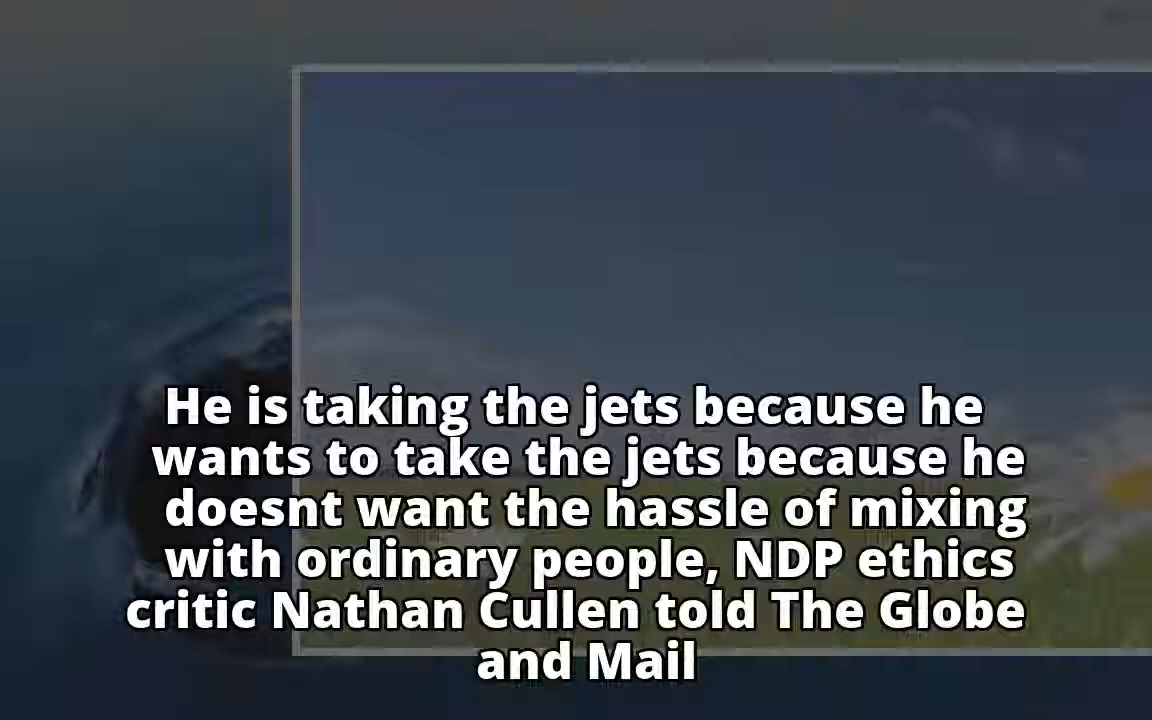 He is taking the jets because he
wants to take the jets because he
doesnt want the hassle of mixing
with ordinary people, NDP ethics
critic Nathan Cullen told The Globe
and Mail